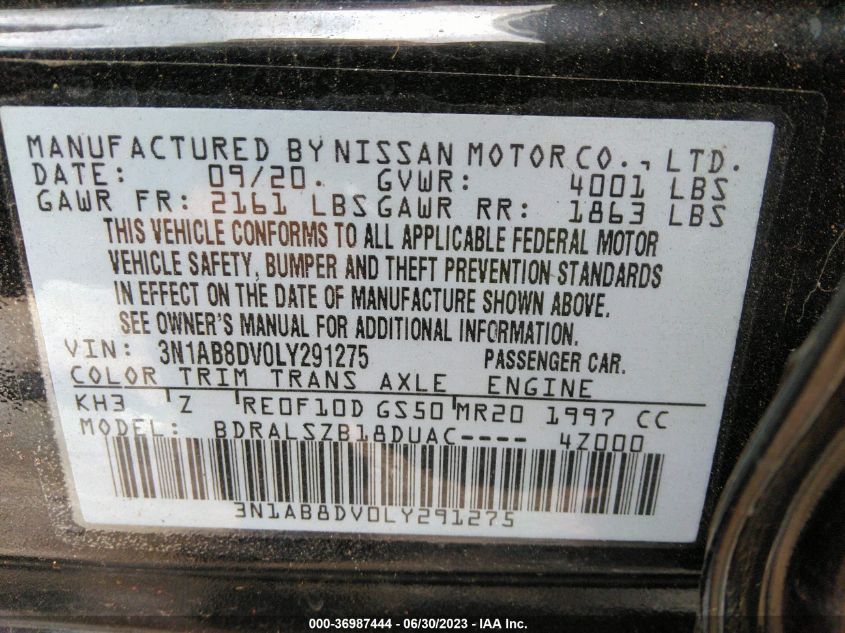 MANUFACTURED BY NISSAN MOTOR CO., LTD.
DATE: 09/20. GVWR: 4001 LBS
GAWR FR: 2161 LBS GAWR RR: 1863 LBS
THIS VEHICLE CONFORMS TO ALL APPLICABLE FEDERAL MOTOR
VEHICLE SAFETY, BUMPER AND THEFT PREVENTION STANDARDS
IN EFFECT ON THE DATE OF MANUFACTURE SHOWN ABOVE.
SEE OWNER'S MANUAL FOR ADDITIONAL INFORMATION.
VIN: 3N1AB8DV0LY291275 PASSENGER CAR.
COLOR TRIM TRANS AXLE ENGINE
KH3 Z RE0F10D GS50 MR20 1997 CC
MODEL: BDRALSZB18DUAC---- 4Z000
3N1AB8DV0LY291275
000-36987444 - 06/30/2023 - IAA Inc.